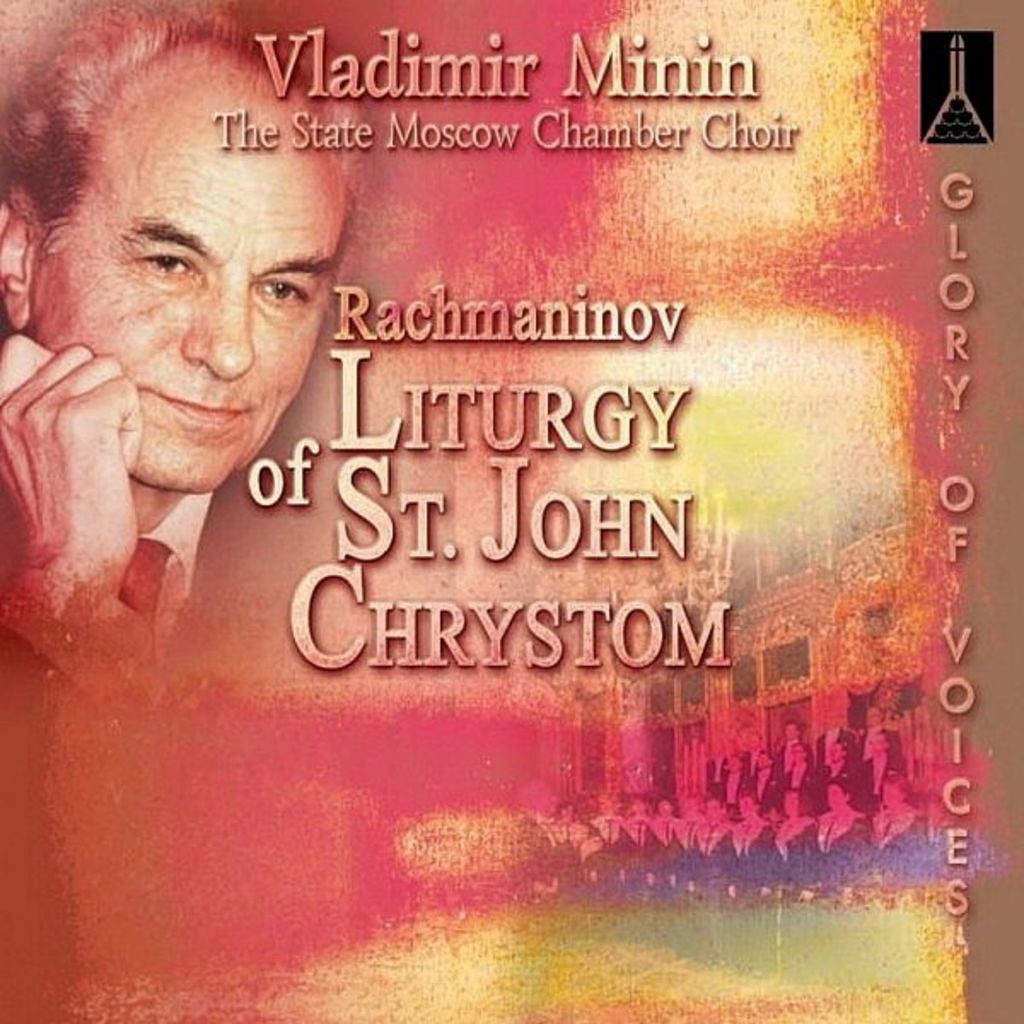 Vladimir Minin
The State Moscow Chamber Choir
Rachmaninov
LITURGY
of ST. JOHN
CHRYSTOM
GLORY OF VOICES